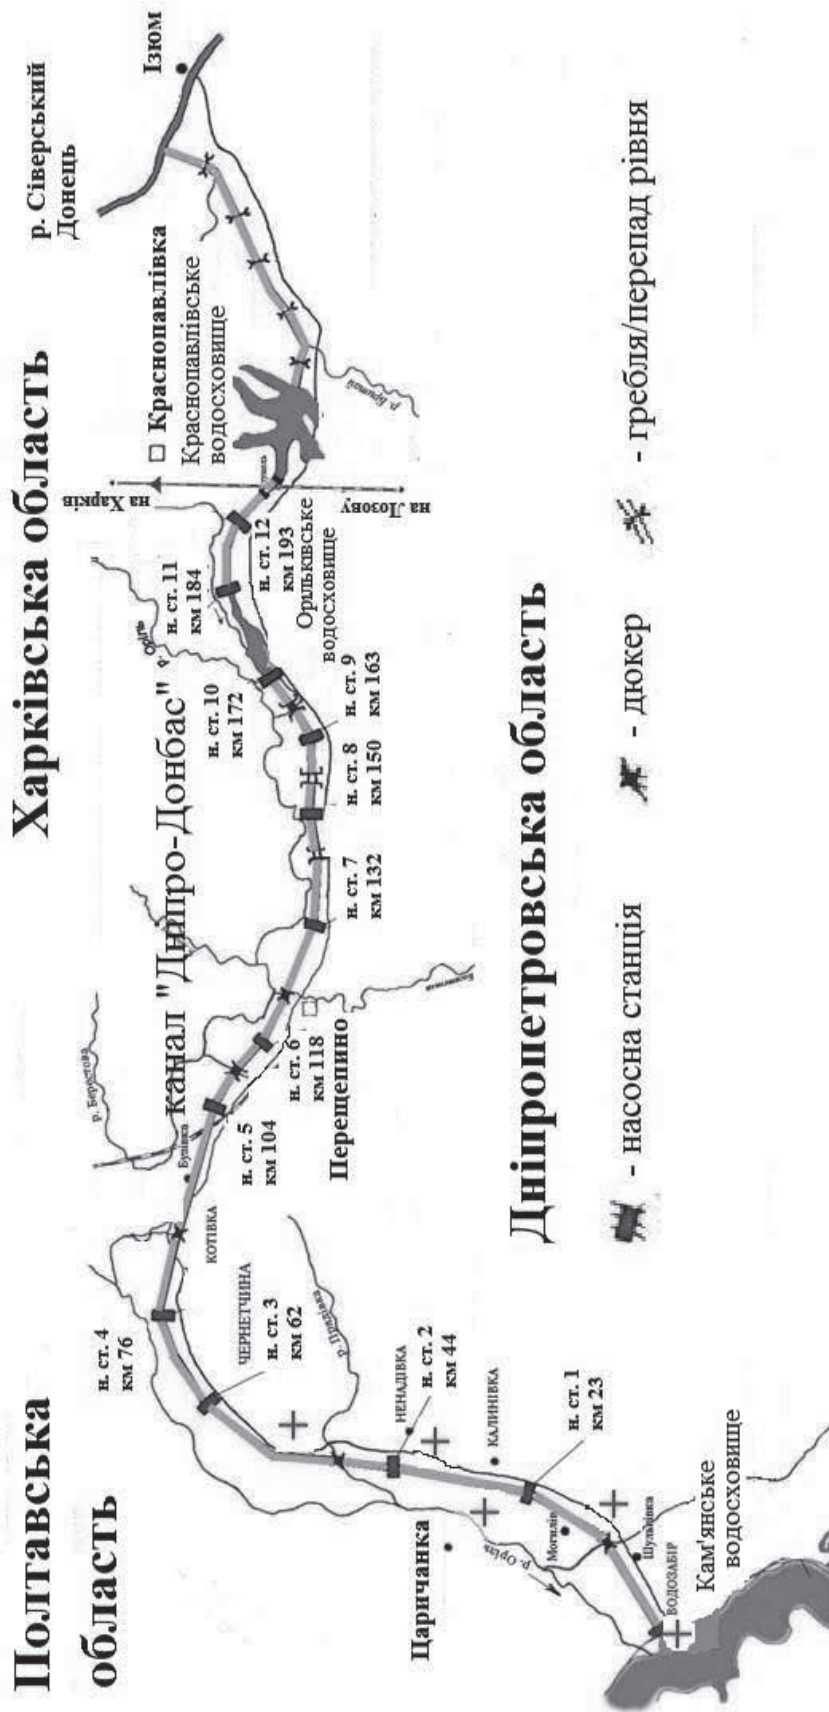 Полтавська
область
Харківська область
Дніпропетровська область
канал "Дніпро-Донбас"
р. Сіверський
Донець
Ізюм
Краснопавлівка
Краснопавлівське
водосховище
на Харків
на Лозову
р. Бритай
н. ст. 12
км 193
Орільківське
водосховище
н. ст. 11
км 184
р. Оріль
н. ст. 10
км 172
н. ст. 9
км 163
н. ст. 8
км 150
н. ст. 7
км 132
н. ст. 6
км 118
Перещепино
н. ст. 5
км 104
р. Берестова
КОТІВКА
н. ст. 4
км 76
ЧЕРНЕТЧИНА
н. ст. 3
км 62
НЕНАДІВКА
н. ст. 2
км 44
КАЛИНІВКА
н. ст. 1
км 23
Царичанка
р. Оріль
Могилів
Шульгівка
ВОДОЗАБІР
Кам'янське
водосховище
- насосна станція
- дюкер
- гребля/перепад рівня